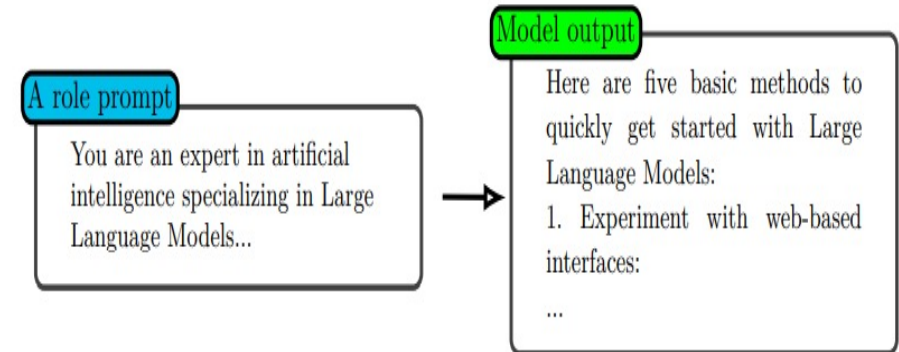 A role prompt
You are an expert in artificial
intelligence specializing in Large
Language Models...
Model output
Here are five basic methods to
quickly get started with Large
Language Models:
1. Experiment with web-based
interfaces:
...